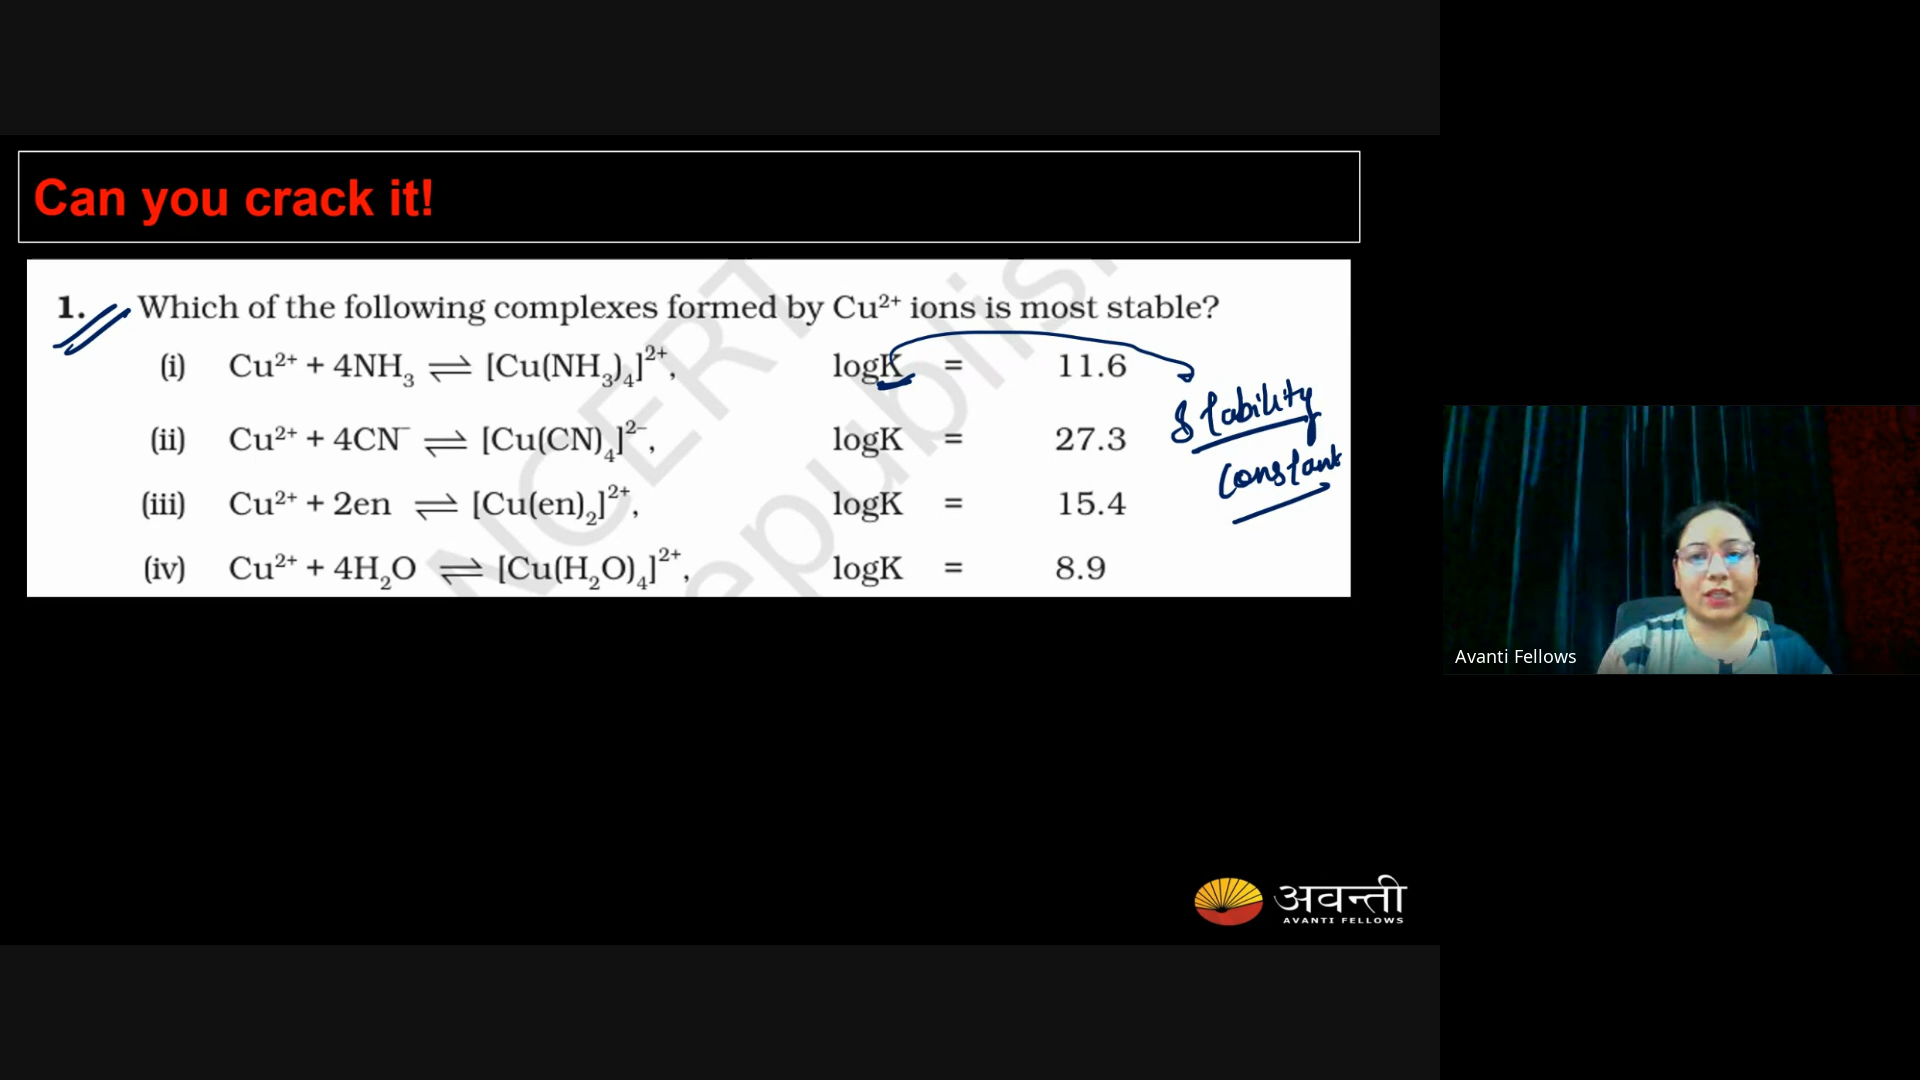 Can you crack it!
1. Which of the following complexes formed by Cu²⁺ ions is most stable?
(i) Cu²⁺ + 4NH₃ ⇌ [Cu(NH₃)₄]²⁺, logK = 11.6
(ii) Cu²⁺ + 4CN⁻ ⇌ [Cu(CN)₄]²⁻, logK = 27.3
(iii) Cu²⁺ + 2en ⇌ [Cu(en)₂]²⁺, logK = 15.4
(iv) Cu²⁺ + 4H₂O ⇌ [Cu(H₂O)₄]²⁺, logK = 8.9
Stability
Constant
NCERT
republis
Avanti Fellows
अवन्ती
AVANTI FELLOWS